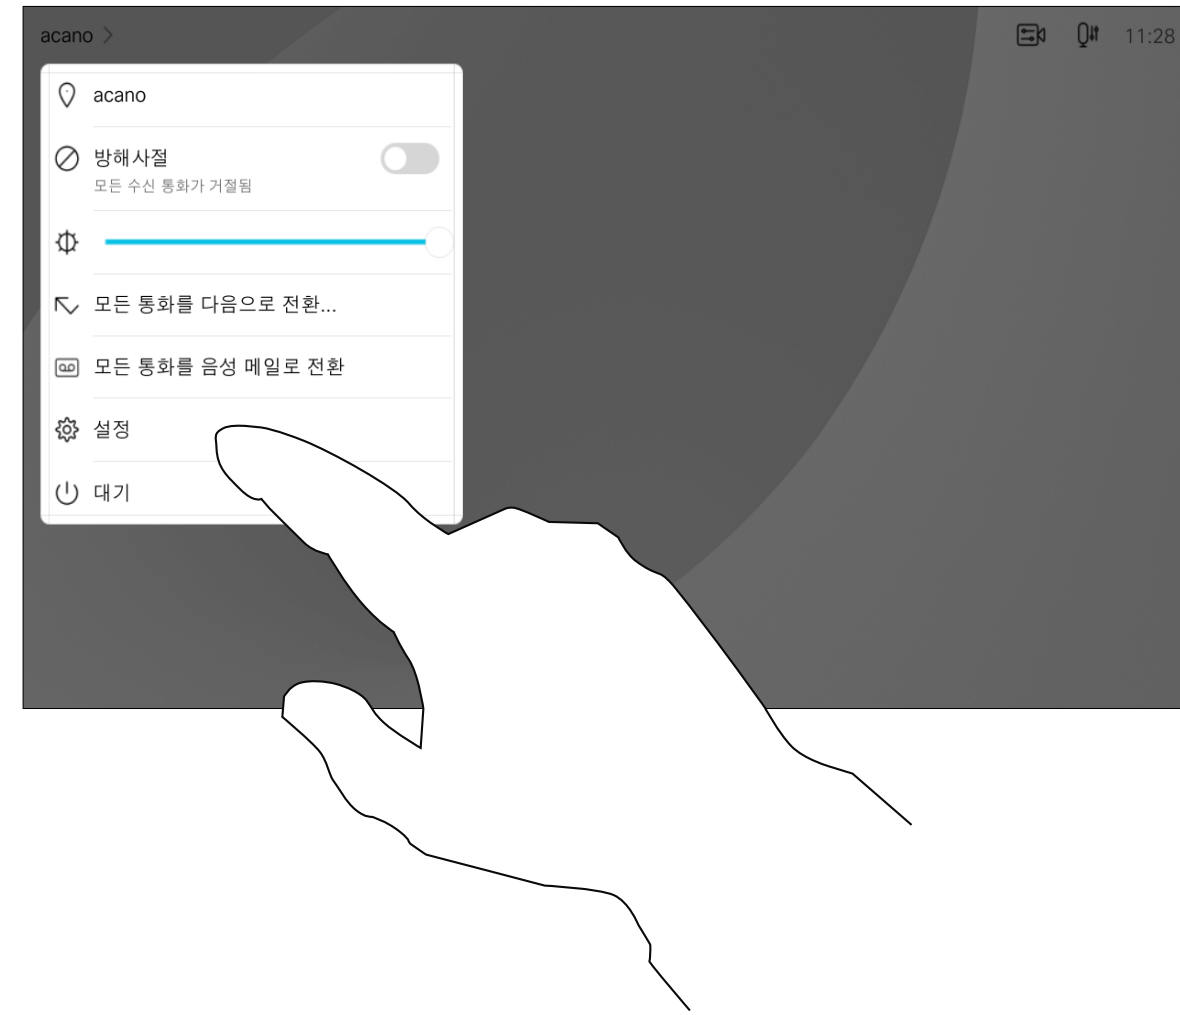 acano
11:28
acano
방해사절
모든 수신 통화가 거절됨
모든 통화를 다음으로 전환...
모든 통화를 음성 메일로 전환
설정
대기